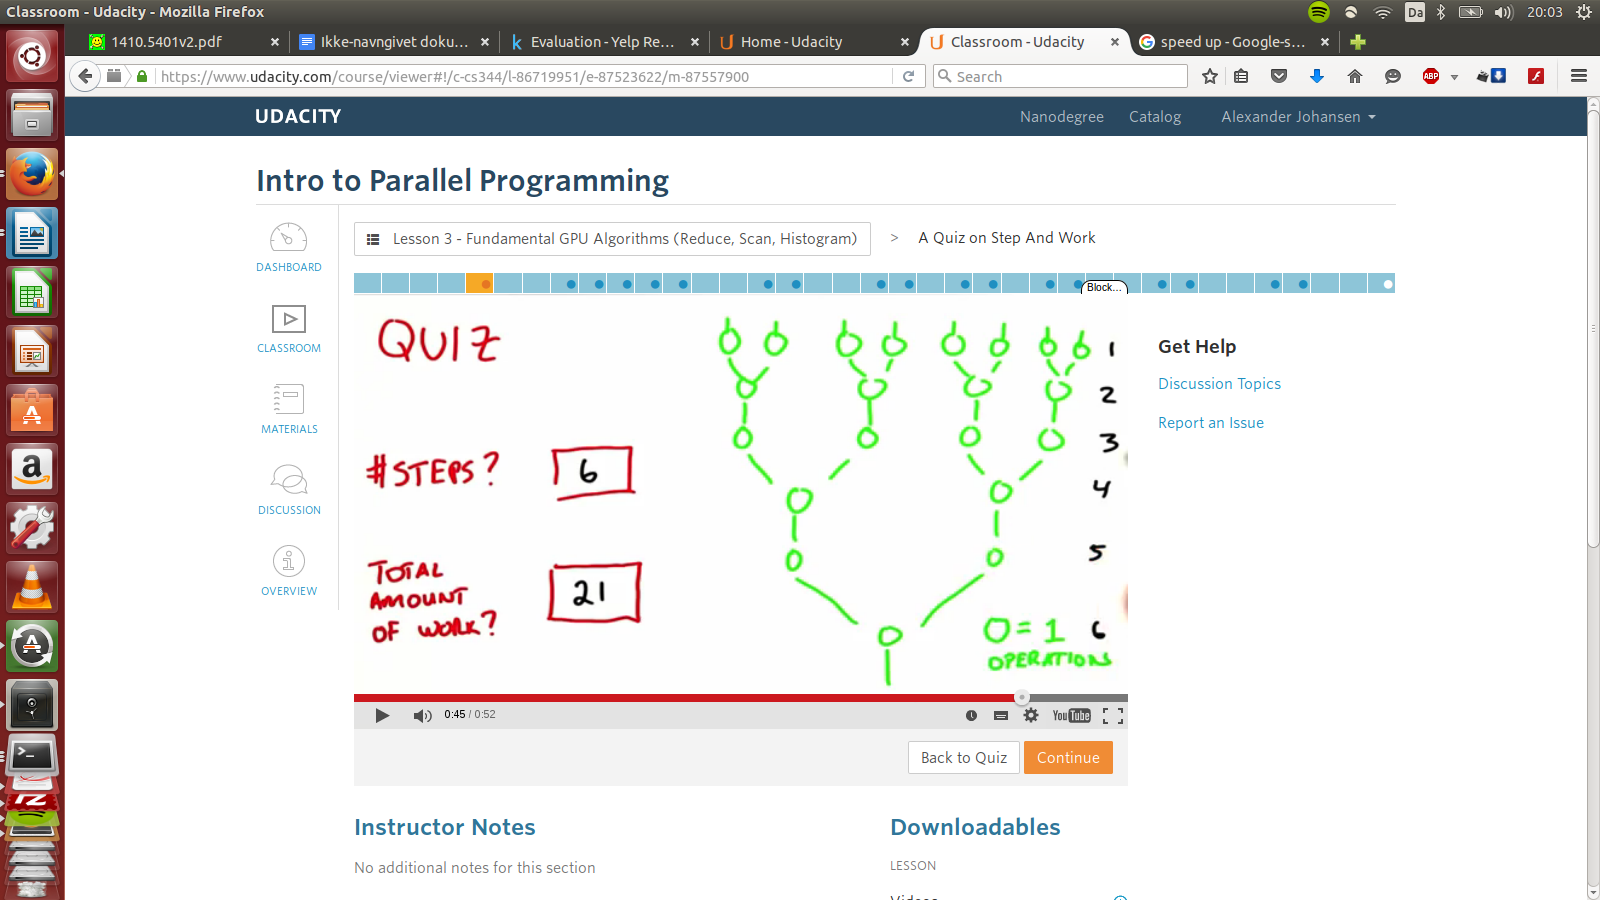 Classroom - Udacity - Mozilla Firefox
Da
20:03
1410.5401v2.pdf
Ikke-navngivet doku...
Evaluation - Yelp Re...
Home - Udacity
Classroom - Udacity
speed up - Google-s...
https://www.udacity.com/course/viewer#!/c-cs344/l-86719951/e-87523622/m-87557900
Search
ABP
UDACITY
Nanodegree
Catalog
Alexander Johansen
Intro to Parallel Programming
DASHBOARD
CLASSROOM
MATERIALS
DISCUSSION
OVERVIEW
Lesson 3 - Fundamental GPU Algorithms (Reduce, Scan, Histogram)
>
A Quiz on Step And Work
Block...
QUIZ
#STEPS?
6
TOTAL
AMOUNT
OF WORK?
21
1
2
3
4
5
6
O = 1
OPERATIONS
0:45 / 0:52
YouTube
Back to Quiz
Continue
Get Help
Discussion Topics
Report an Issue
Instructor Notes
No additional notes for this section
Downloadables
LESSON
Videos